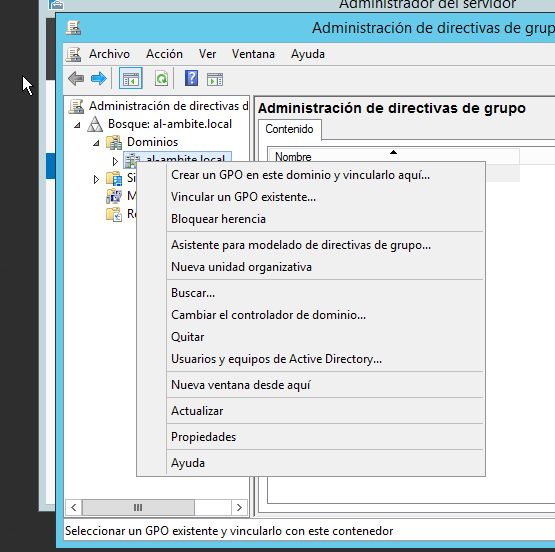 Administrador del servidor
Administración de directivas de grup
Archivo Acción Ver Ventana Ayuda
Administración de directivas d
Bosque: al-ambite.local
Dominios
al-ambite.local
Si
M
Re
Administración de directivas de grupo
Contenido
Nombre
Crear un GPO en este dominio y vincularlo aquí...
Vincular un GPO existente...
Bloquear herencia
Asistente para modelado de directivas de grupo...
Nueva unidad organizativa
Buscar...
Cambiar el controlador de dominio...
Quitar
Usuarios y equipos de Active Directory...
Nueva ventana desde aquí
Actualizar
Propiedades
Ayuda
Seleccionar un GPO existente y vincularlo con este contenedor